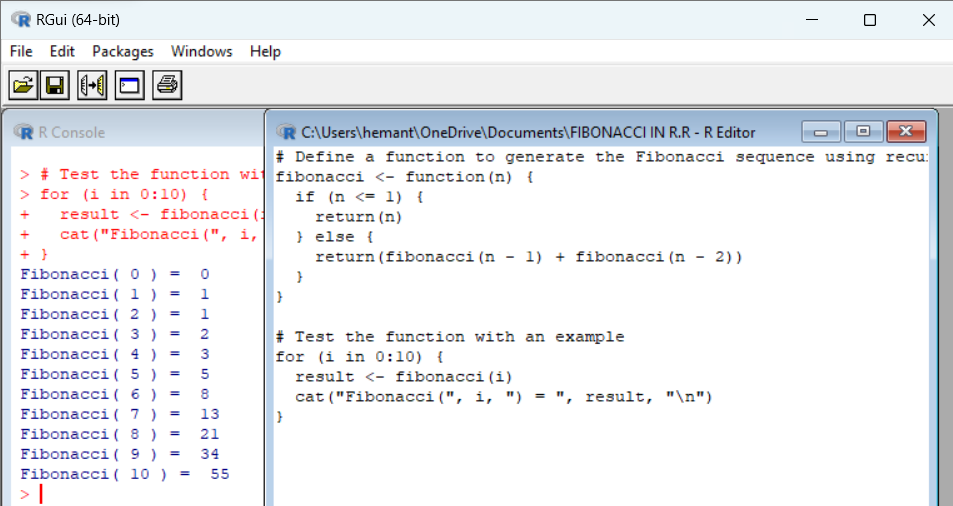 RGui (64-bit)
File Edit Packages Windows Help
R Console
> # Test the function
> for (i in 0:10) {
+   result <- fibonacci(
+   cat("Fibonacci(", i,
+ }
Fibonacci( 0 ) =  0
Fibonacci( 1 ) =  1
Fibonacci( 2 ) =  1
Fibonacci( 3 ) =  2
Fibonacci( 4 ) =  3
Fibonacci( 5 ) =  5
Fibonacci( 6 ) =  8
Fibonacci( 7 ) =  13
Fibonacci( 8 ) =  21
Fibonacci( 9 ) =  34
Fibonacci( 10 ) =  55
>
C:\Users\hemant\OneDrive\Documents\FIBONACCI IN R.R - R Editor
# Define a function to generate the Fibonacci sequence using
fibonacci <- function(n) {
  if (n <= 1) {
    return(n)
  } else {
    return(fibonacci(n - 1) + fibonacci(n - 2))
  }
}
# Test the function with an example
for (i in 0:10) {
  result <- fibonacci(i)
  cat("Fibonacci(", i, ") = ", result, "\n")
}